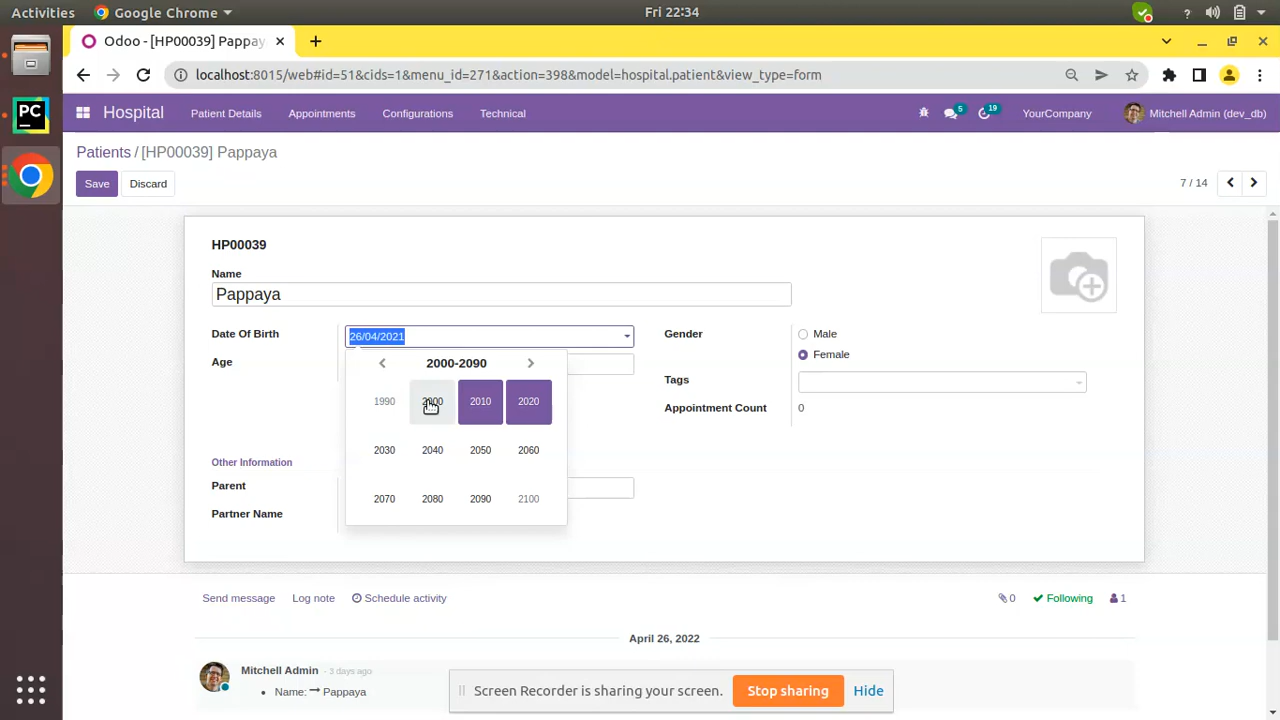 Activities Google Chrome Fri 22:34
Odoo - [HP00039] Pappay
localhost:8015/web#id=51&cids=1&menu_id=271&action=398&model=hospital.patient&view_type=form
Hospital Patient Details Appointments Configurations Technical 5 19 YourCompany Mitchell Admin (dev_db)
Patients / [HP00039] Pappaya
Save Discard 7 / 14
HP00039
Name
Pappaya
Date Of Birth 26/04/2021 Gender Male
Female
Age 2000-2090
Tags
1990 2000 2010 2020 Appointment Count 0
2030 2040 2050 2060
Other Information
Parent
2070 2080 2090 2100
Partner Name
Send message Log note Schedule activity 0 Following 1
April 26, 2022
Mitchell Admin - 3 days ago
Name: Pappaya
Screen Recorder is sharing your screen. Stop sharing Hide
PC